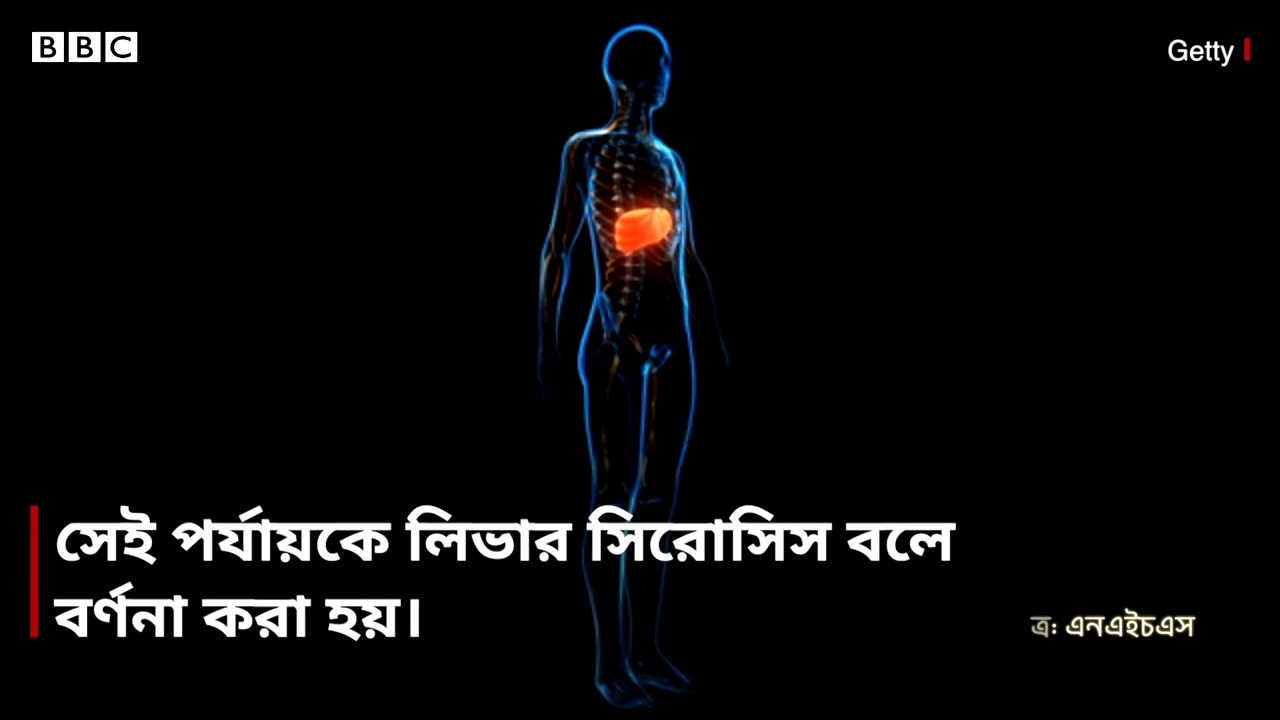 BBC
Getty
সেই পর্যায়কে লিভার সিরোসিস বলে
বর্ণনা করা হয়।
ত্র: এনএইচএস